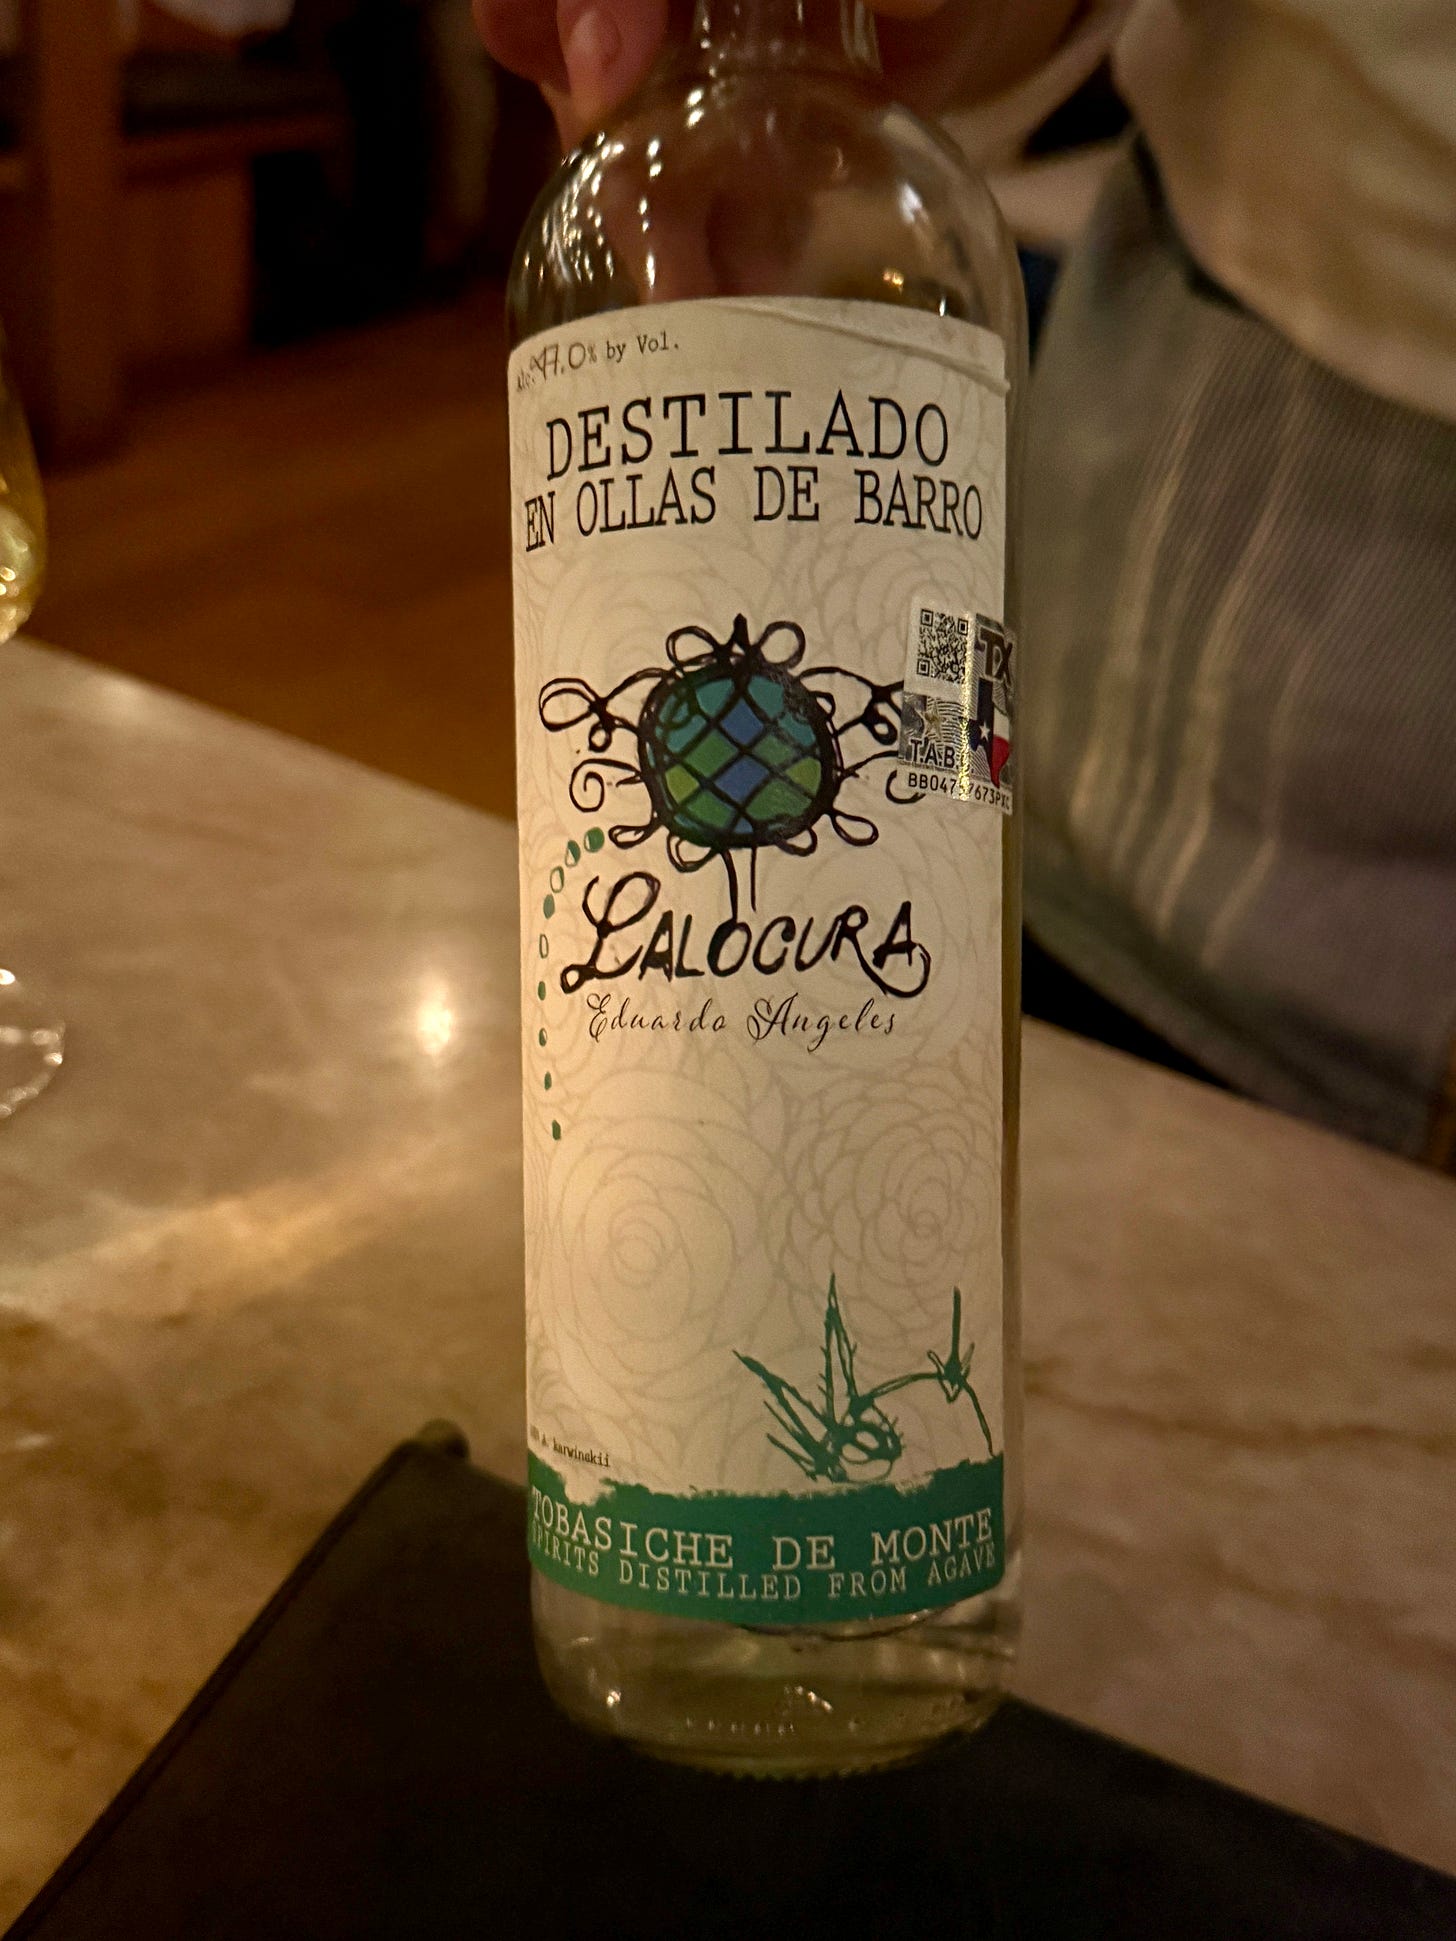 47.0% by Vol.
DESTILADO
EN OLLAS DE BARRO
TX
T.A.B.
LALOCURA
Eduardo Angeles
A. karwinskii
TOBASICHE DE MONTE
SPIRITS DISTILLED FROM AGAVE